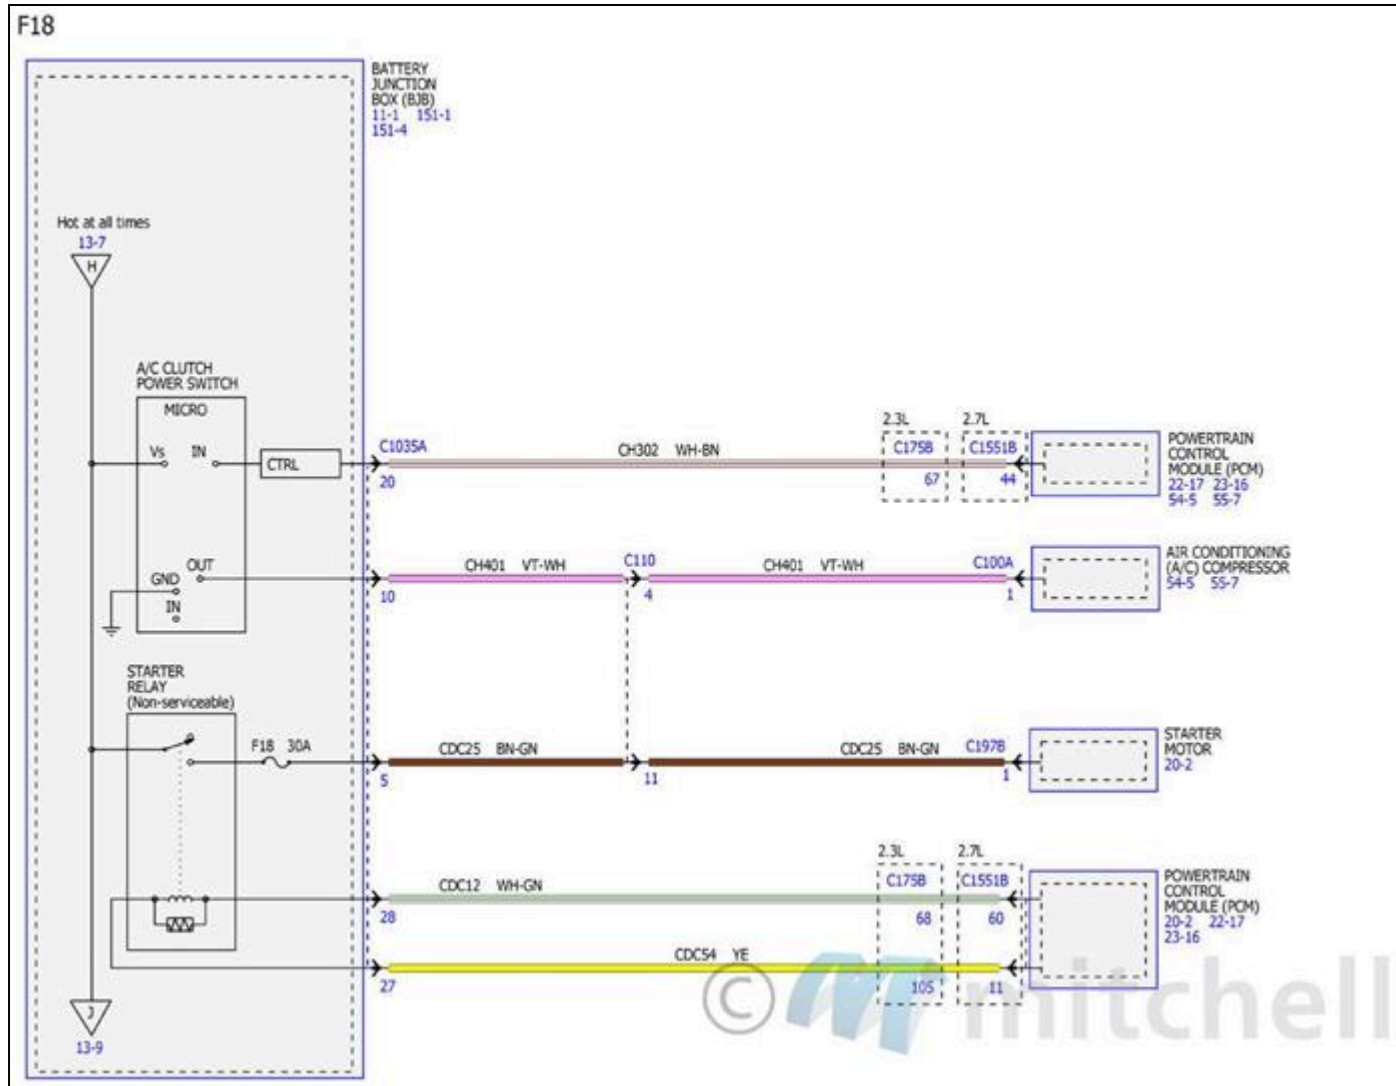 F18
BATTERY
JUNCTION
BOX (BJB)
11-1 151-1
151-4
Hot at all times
13-7
H
A/C CLUTCH
POWER SWITCH
MICRO
Vs IN
CTRL
OUT
GND
IN
C1035A
20
CH302 WH-BN
2.3L
C175B
67
2.7L
C1551B
44
POWERTRAIN
CONTROL
MODULE (PCM)
22-17 23-16
54-5 55-7
10
CH401 VT-WH
C110
4
CH401 VT-WH
C100A
1
AIR CONDITIONING
(A/C) COMPRESSOR
54-5 55-7
STARTER
RELAY
(Non-serviceable)
F18 30A
5
CDC25 BN-GN
11
CDC25 BN-GN
C197B
1
STARTER
MOTOR
20-2
28
CDC12 WH-GN
2.3L
C175B
68
2.7L
C1551B
60
POWERTRAIN
CONTROL
MODULE (PCM)
20-2 22-17
23-16
27
CDC54 YE
105
11
J
13-9
© mitchell